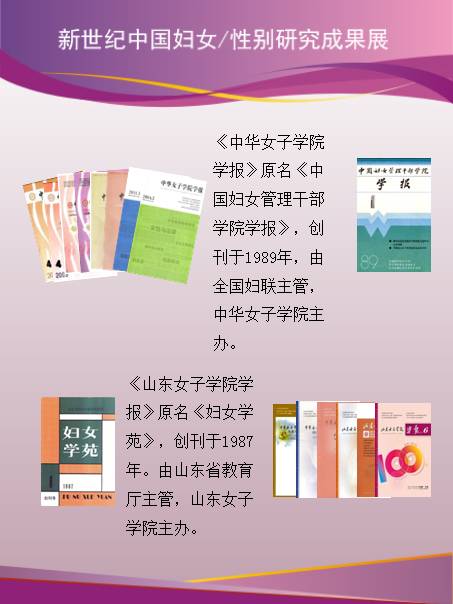 新世纪中国妇女/性别研究成果展
《中华女子学院
学报》原名《中
国妇女管理干部
学院学报》，创
刊于1989年，由
全国妇联主管，
中华女子学院主
办。
中华女子学院学报
中国妇女管理干部学院
学报
1
89
《山东女子学院学
报》原名《妇女学
苑》，创刊于1987
年。由山东省教育
厅主管，山东女子
学院主办。
妇女
学苑
1
1987
FU NU XUE YUAN
学报.6
100